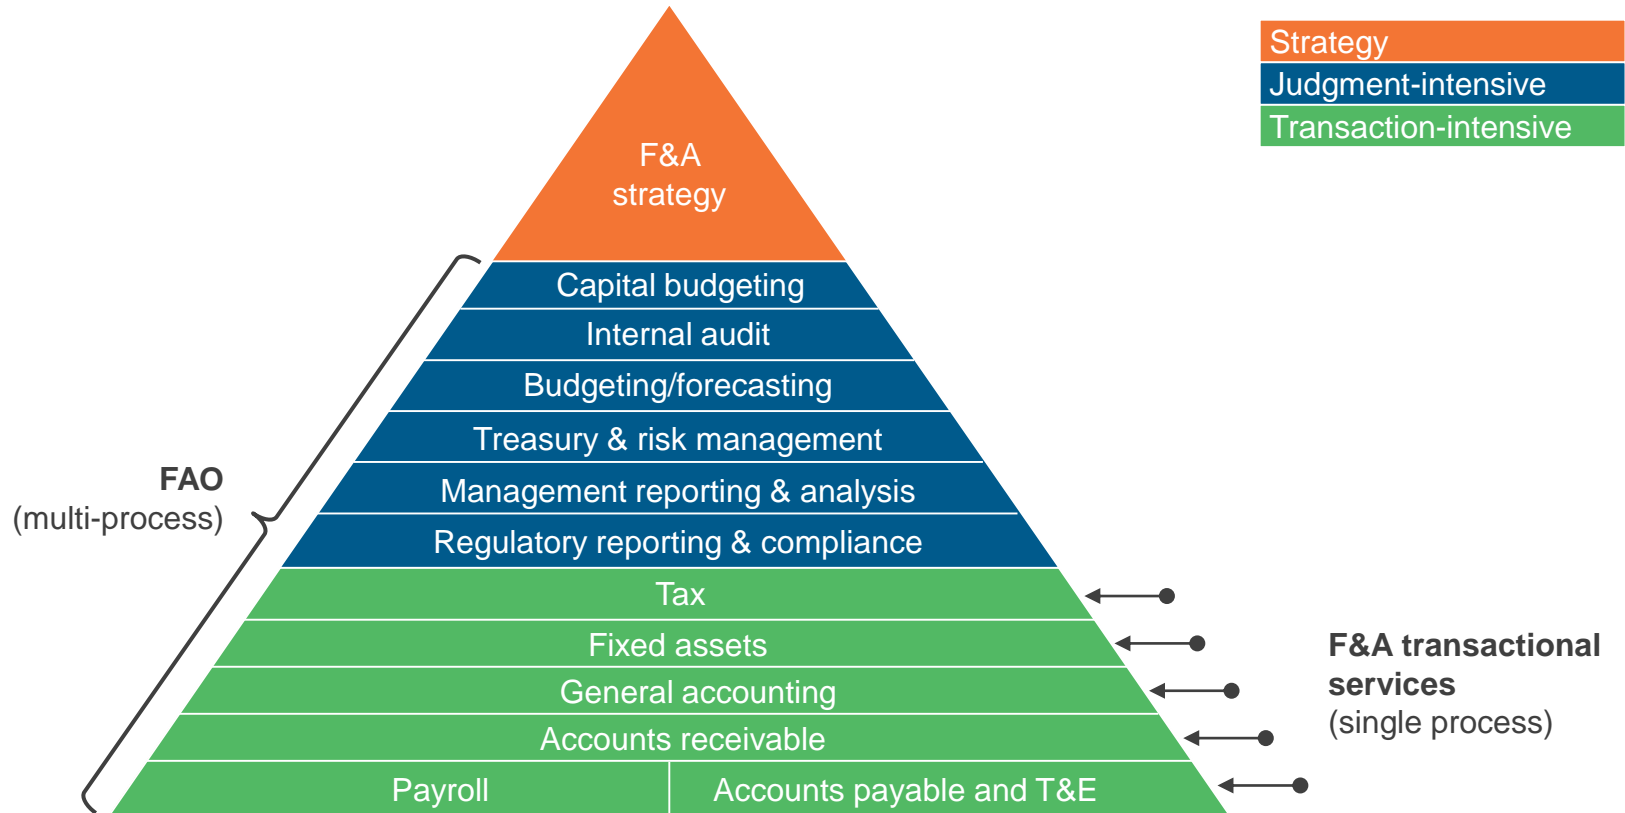 Strategy
Judgment-intensive
Transaction-intensive
F&A
strategy
Capital budgeting
Internal audit
Budgeting/forecasting
Treasury & risk management
Management reporting & analysis
Regulatory reporting & compliance
Tax
Fixed assets
General accounting
Accounts receivable
Payroll
Accounts payable and T&E
FAO
(multi-process)
F&A transactional
services
(single process)